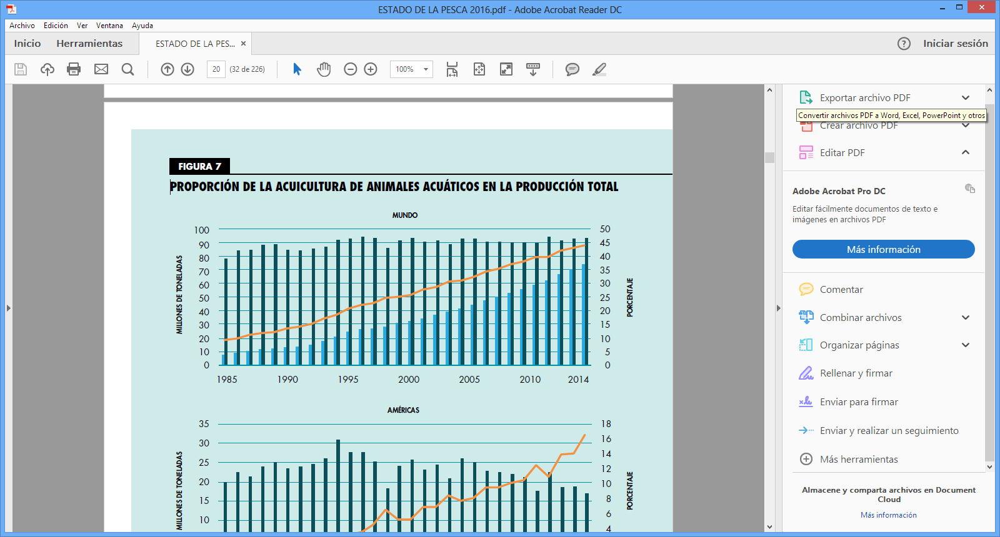 ESTADO DE LA PESCA 2016.pdf - Adobe Acrobat Reader DC
Archivo Edición Ver Ventana Ayuda
Inicio Herramientas ESTADO DE LA PES... × ? Iniciar sesión
20 (32 de 226) 100%
Exportar archivo PDF
Convertir archivos PDF a Word, Excel, PowerPoint y otros
Crear archivo PDF
Editar PDF
Adobe Acrobat Pro DC
Editar fácilmente documentos de texto e
imágenes en archivos PDF
Más información
Comentar
Combinar archivos
Organizar páginas
Rellenar y firmar
Enviar para firmar
Enviar y realizar un seguimiento
Más herramientas
Almacene y comparta archivos en Document
Cloud
Más información
FIGURA 7
PROPORCIÓN DE LA ACUICULTURA DE ANIMALES ACUÁTICOS EN LA PRODUCCIÓN TOTAL
MUNDO
MILLONES DE TONELADAS
100
90
80
70
60
50
40
30
20
10
0
50
45
40
35
30
25
20
15
10
5
0
PORCENTAJE
1985 1990 1995 2000 2005 2010 2014
AMÉRICAS
MILLONES DE TONELADAS
35
30
25
20
15
10
18
16
14
12
10
8
6
4
PORCENTAJE